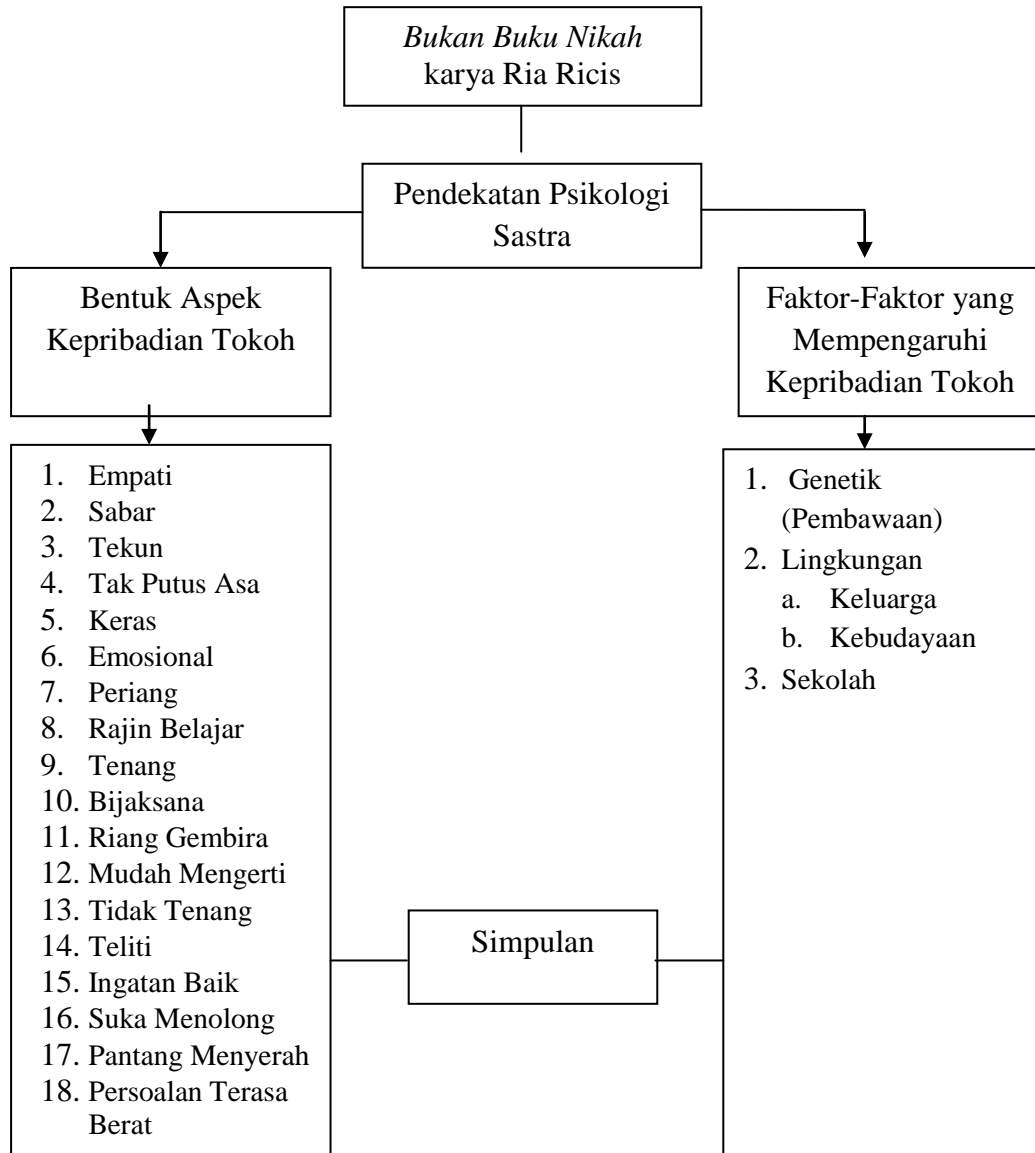 Bukan Buku Nikah
karya Ria Ricis
Pendekatan Psikologi
Sastra
Bentuk Aspek
Kepribadian Tokoh
Faktor-Faktor yang
Mempengaruhi
Kepribadian Tokoh
1. Empati
2. Sabar
3. Tekun
4. Tak Putus Asa
5. Keras
6. Emosional
7. Periang
8. Rajin Belajar
9. Tenang
10. Bijaksana
11. Riang Gembira
12. Mudah Mengerti
13. Tidak Tenang
14. Teliti
15. Ingatan Baik
16. Suka Menolong
17. Pantang Menyerah
18. Persoalan Terasa
Berat
1. Genetik
(Pembawaan)
2. Lingkungan
a. Keluarga
b. Kebudayaan
3. Sekolah
Simpulan